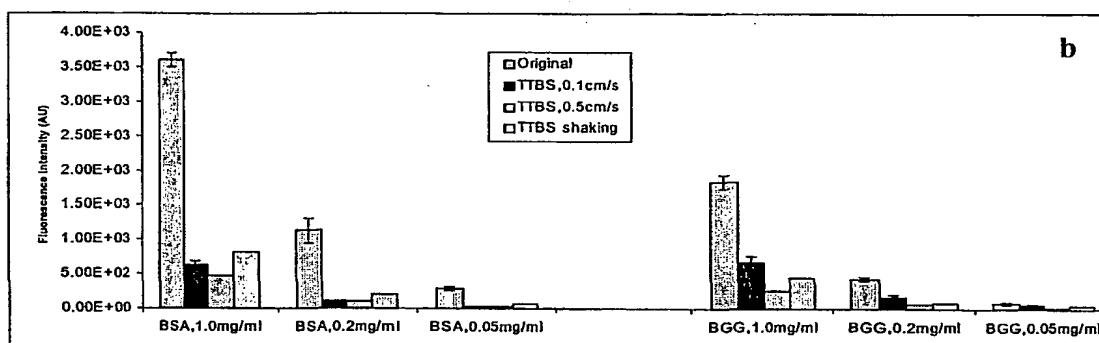 b
4.00E+03
3.50E+03
3.00E+03
2.50E+03
2.00E+03
1.50E+03
1.00E+03
5.00E+02
0.00E+00
Fluorescence Intensity (AU)
Original
TTBS,0.1cm/s
TTBS,0.5cm/s
TTBS shaking
BSA,1.0mg/ml BSA,0.2mg/ml BSA,0.05mg/ml BGG,1.0mg/ml BGG,0.2mg/ml BGG,0.05mg/ml